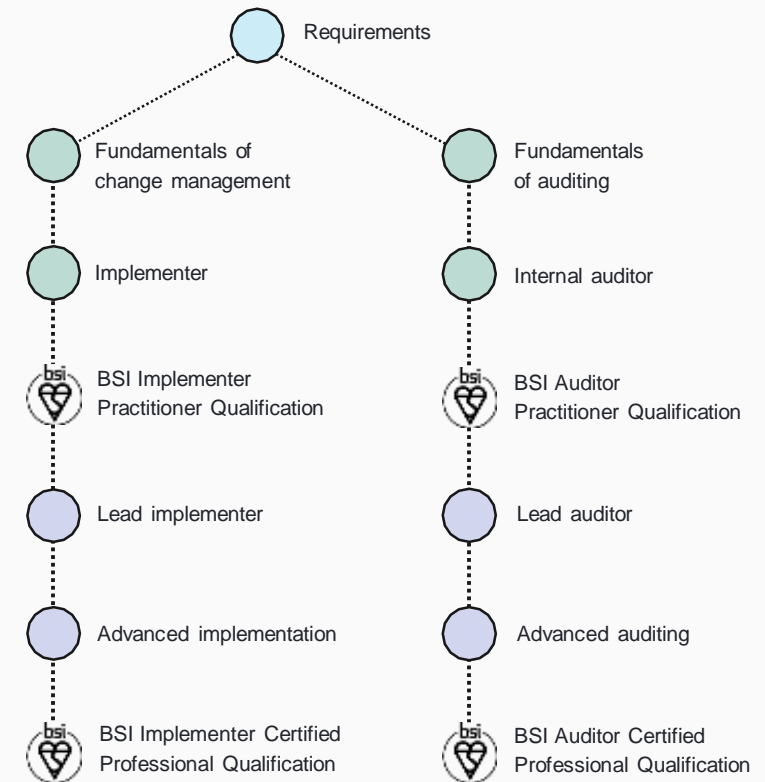 Requirements
Fundamentals of
change management
Fundamentals
of auditing
Implementer
Internal auditor
bsi.
BSI Implementer
Practitioner Qualification
bsi.
BSI Auditor
Practitioner Qualification
Lead implementer
Lead auditor
Advanced implementation
Advanced auditing
bsi.
BSI Implementer Certified
Professional Qualification
bsi.
BSI Auditor Certified
Professional Qualification